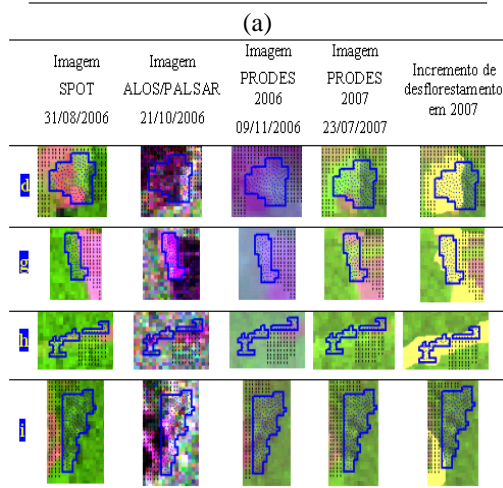 (a)
Imagem SPOT 31/08/2006
Imagem ALOS/PALSAR 21/10/2006
Imagem PRODES 2006 09/11/2006
Imagem PRODES 2007 23/07/2007
Incremento de desflorestamento em 2007
d
g
h
i